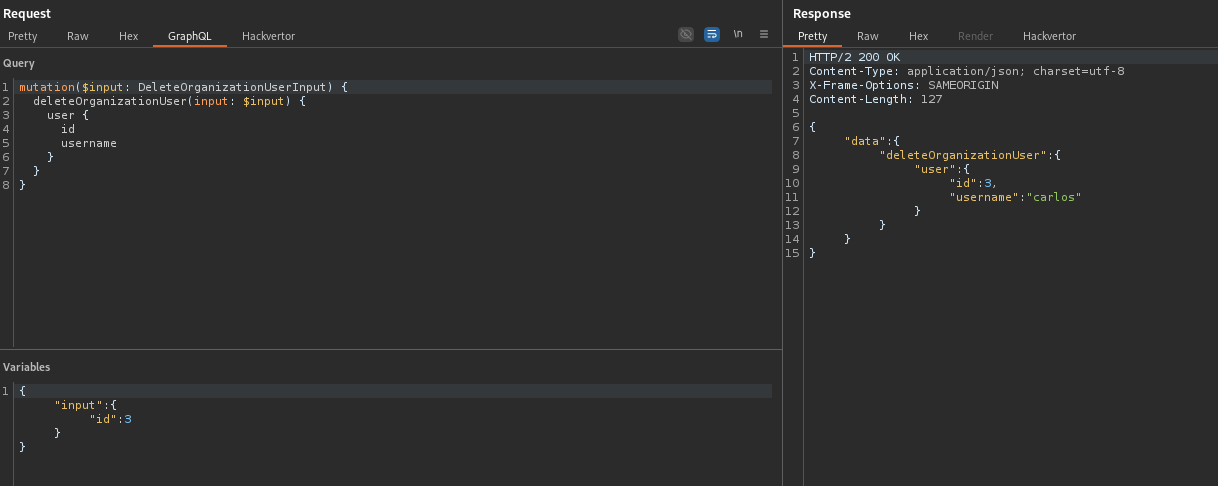 Request
Pretty Raw Hex GraphQL Hackvertor \n
Query
1 mutation($input: DeleteOrganizationUserInput) {
2 deleteOrganizationUser(input: $input) {
3 user {
4 id
5 username
6 }
7 }
8 }
Variables
1 {
"input":{
"id":3
}
}
Response
Pretty Raw Hex Render Hackvertor
1 HTTP/2 200 OK
2 Content-Type: application/json; charset=utf-8
3 X-Frame-Options: SAMEORIGIN
4 Content-Length: 127
5
6 {
7 "data":{
8 "deleteOrganizationUser":{
9 "user":{
10 "id":3,
11 "username":"carlos"
12 }
13 }
14 }
15 }